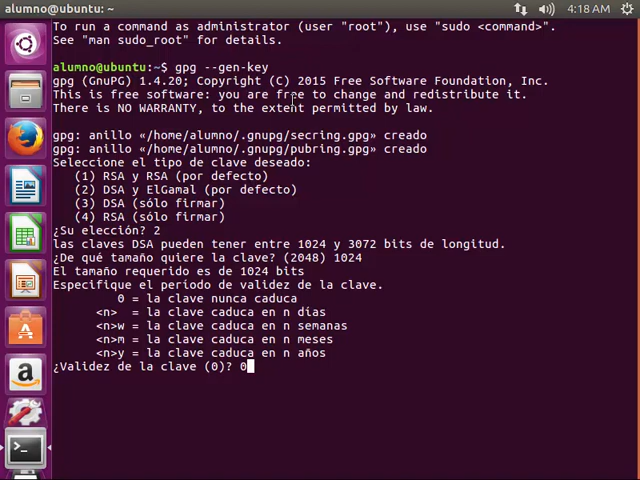 alumno@ubuntu: ~
4:18 AM
To run a command as administrator (user "root"), use "sudo <command>".
See "man sudo_root" for details.
alumno@ubuntu:~$ gpg --gen-key
gpg (GnuPG) 1.4.20; Copyright (C) 2015 Free Software Foundation, Inc.
This is free software: you are free to change and redistribute it.
There is NO WARRANTY, to the extent permitted by law.
gpg: anillo «/home/alumno/.gnupg/secring.gpg» creado
gpg: anillo «/home/alumno/.gnupg/pubring.gpg» creado
Seleccione el tipo de clave deseado:
(1) RSA y RSA (por defecto)
(2) DSA y ElGamal (por defecto)
(3) DSA (sólo firmar)
(4) RSA (sólo firmar)
¿Su elección? 2
las claves DSA pueden tener entre 1024 y 3072 bits de longitud.
¿De qué tamaño quiere la clave? (2048) 1024
El tamaño requerido es de 1024 bits
Especifique el período de validez de la clave.
0 = la clave nunca caduca
<n> = la clave caduca en n días
<n>w = la clave caduca en n semanas
<n>m = la clave caduca en n meses
<n>y = la clave caduca en n años
¿Validez de la clave (0)? 0